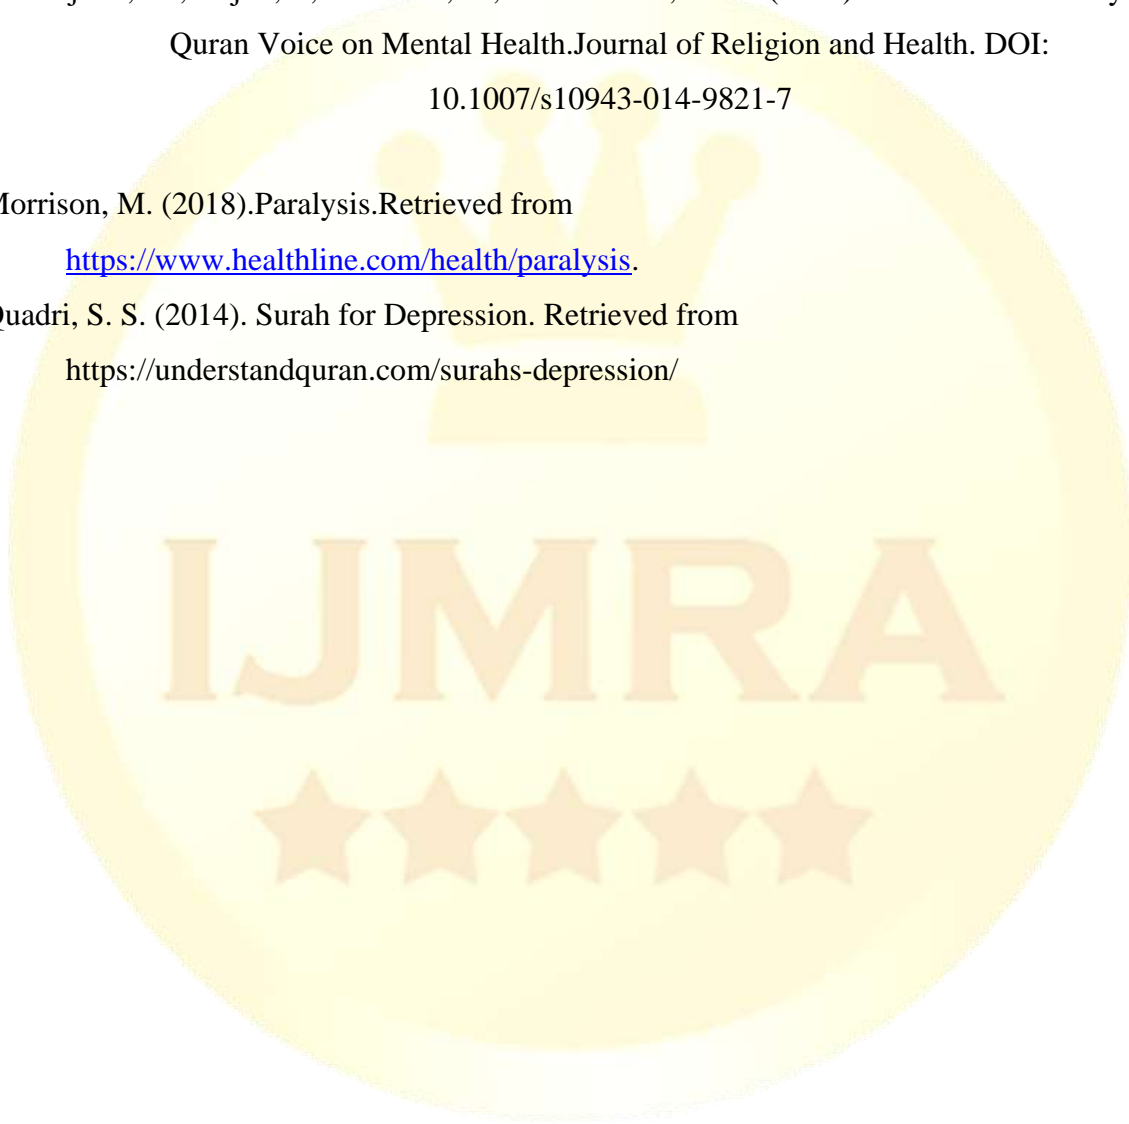 Quran Voice on Mental Health.Journal of Religion and Health. DOI:
10.1007/s10943-014-9821-7
Morrison, M. (2018).Paralysis.Retrieved from
https://www.healthline.com/health/paralysis.
Quadri, S. S. (2014). Surah for Depression. Retrieved from
https://understandquran.com/surahs-depression/
IJMRA